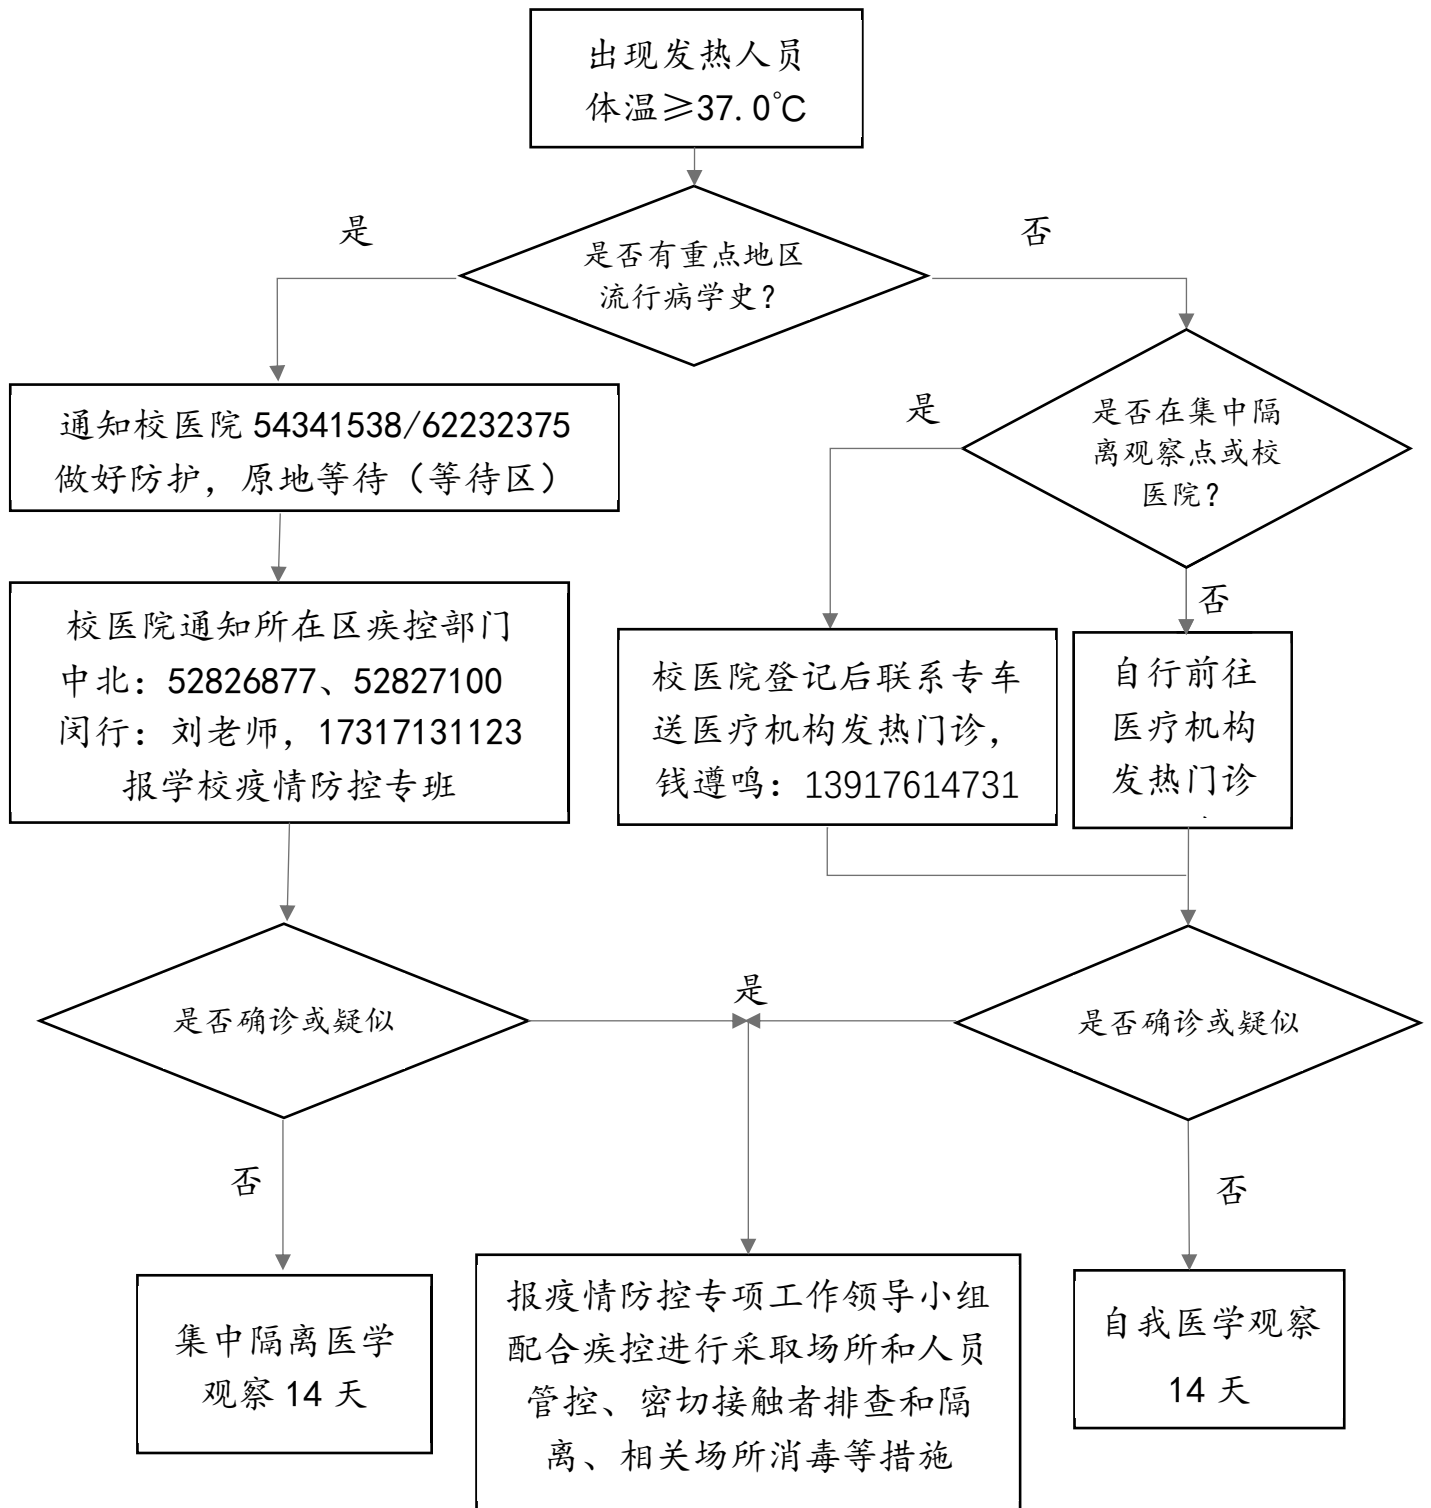 出现发热人员
体温≥37.0℃
是
否
是否有重点地区
流行病学史?
通知校医院 54341538/62232375
做好防护，原地等待（等待区）
是
是否在集中隔
离观察点或校
医院?
否
校医院通知所在区疾控部门
中北：52826877、52827100
闵行：刘老师，17317131123
报学校疫情防控专班
校医院登记后联系专车
送医疗机构发热门诊，
钱遵鸣：13917614731
自行前往
医疗机构
发热门诊
是否确诊或疑似
是
是否确诊或疑似
否
否
集中隔离医学
观察 14 天
报疫情防控专项工作领导小组
配合疾控进行采取场所和人员
管控、密切接触者排查和隔
离、相关场所消毒等措施
自我医学观察
14 天